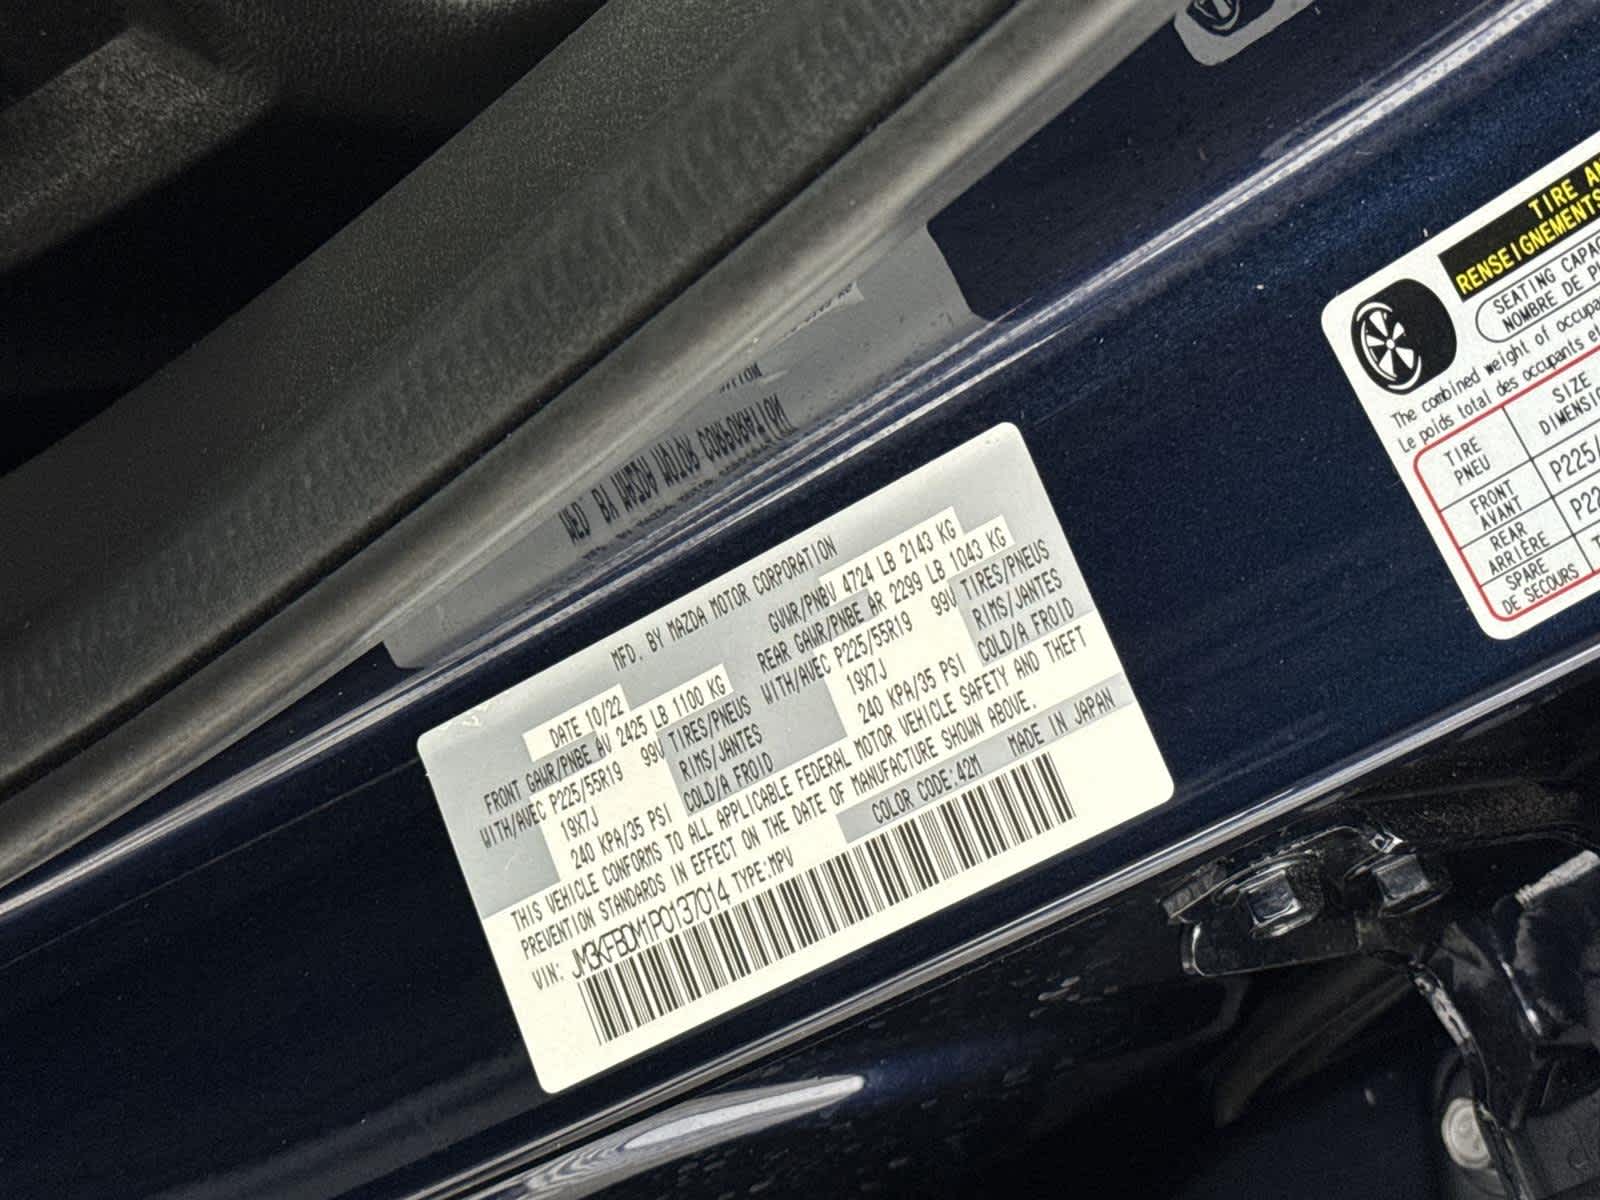 MFD. BY MAZDA MOTOR CORPORATION
DATE 10/22
GVWR/PNBV 4724 LB 2143 KG
FRONT GAWR/PNBE AV 2425 LB 1100 KG
REAR GAWR/PNBE AR 2299 LB 1043 KG
WITH/AVEC P225/55R19 99V TIRES/PNEUS
WITH/AVEC P225/55R19 99V TIRES/PNEUS
19X7J RIMS/JANTES
19X7J RIMS/JANTES
240 KPA/35 PSI COLD/A FROID
240 KPA/35 PSI COLD/A FROID
THIS VEHICLE CONFORMS TO ALL APPLICABLE FEDERAL MOTOR VEHICLE SAFETY AND THEFT
PREVENTION STANDARDS IN EFFECT ON THE DATE OF MANUFACTURE SHOWN ABOVE.
VIN: JM3KFBDM1P0137014 TYPE:MPV COLOR CODE:42M MADE IN JAPAN
TIRE
RENSEIGNEMENTS
SEATING
NOMBRE DE
The combined weight of
Le poids total des occupants
TIRE
PNEU
SIZE
FRONT
AVANT
P225/
REAR
ARRIÈRE
SPARE
DE SECOURS